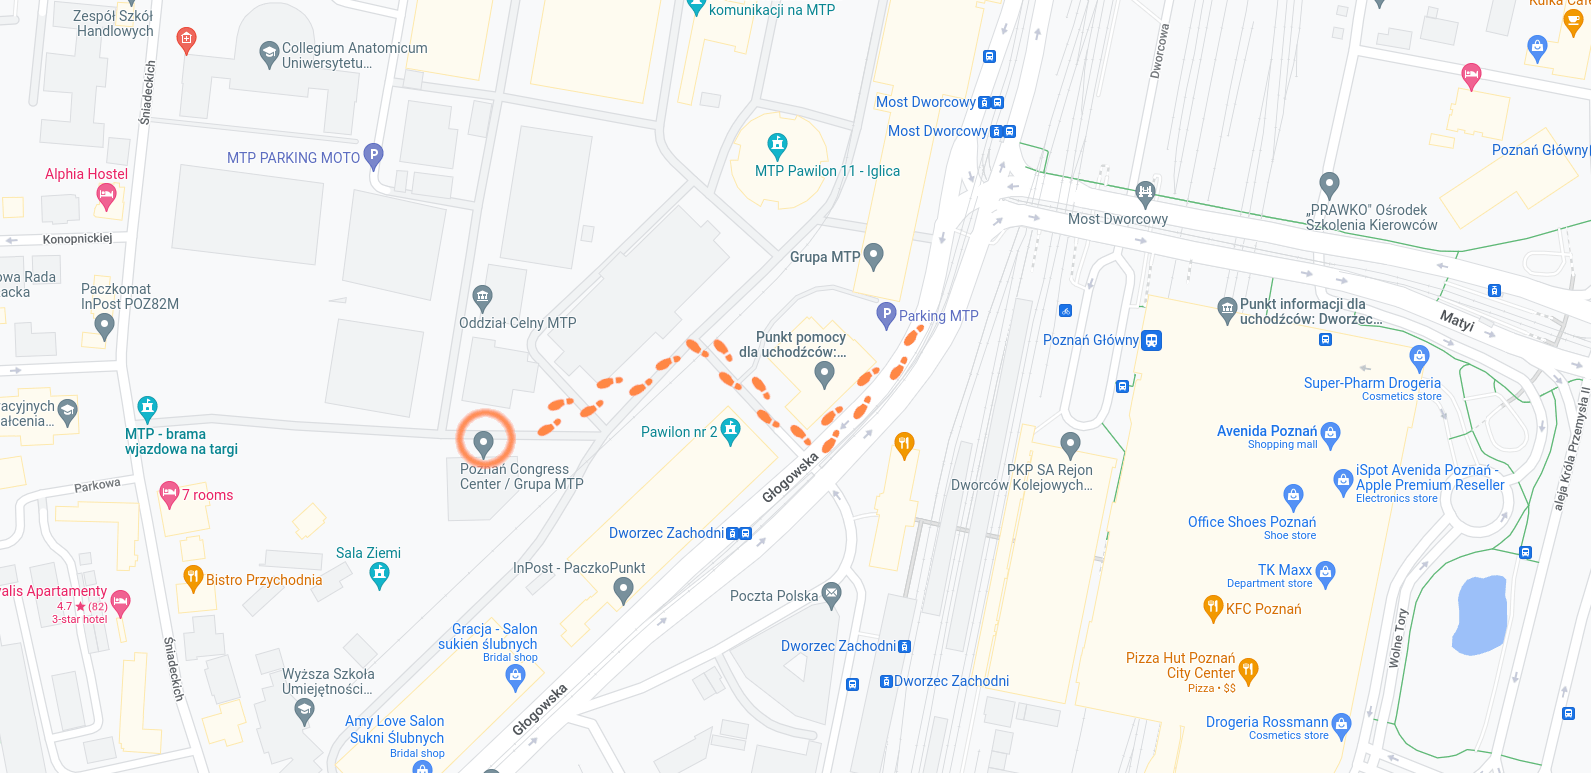 Zespół Szkół
Handlowych
komunikacji na MTP
Collegium Anatomicum
Uniwersytetu...
Śniadeckich
Dworcowa
Most Dworcowy
Most Dworcowy
MTP PARKING MOTO
P
MTP Pawilon 11 - Iglica
Poznań Główny
Alphia Hostel
Most Dworcowy
„PRAWKO" Ośrodek
Szkolenia Kierowców
Konopnickiej
Grupa MTP
owa Rada
acka
Paczkomat
InPost POZ82M
Oddział Celny MTP
P
Parking MTP
Punkt informacji dla
uchodźców: Dworzec...
Matyi
Punkt pomocy
dla uchodźców:...
Poznań Główny
Super-Pharm Drogeria
Cosmetics store
acyjnych
ałcenia...
MTP - brama
wjazdowa na targi
Pawilon nr 2
Avenida Poznań
Shopping mall
aleja Króla Przemysła II
Poznań Congress
Center / Grupa MTP
Głogowska
PKP SA Rejon
Dworców Kolejowych...
iSpot Avenida Poznań -
Apple Premium Reseller
Electronics store
Parkowa
7 rooms
Office Shoes Poznań
Shoe store
Dworzec Zachodni
Sala Ziemi
InPost - PaczkoPunkt
TK Maxx
Department store
Bistro Przychodnia
Poczta Polska
KFC Poznań
alis Apartamenty
4.7 ★ (82)
3-star hotel
Gracja - Salon
sukien ślubnych
Bridal shop
Dworzec Zachodni
Wolne Tory
Śniadeckich
Wyższa Szkoła
Umiejętności...
Dworzec Zachodni
Pizza Hut Poznań
City Center
Pizza • $$
Głogowska
Amy Love Salon
Sukni Ślubnych
Bridal shop
Drogeria Rossmann
Cosmetics store